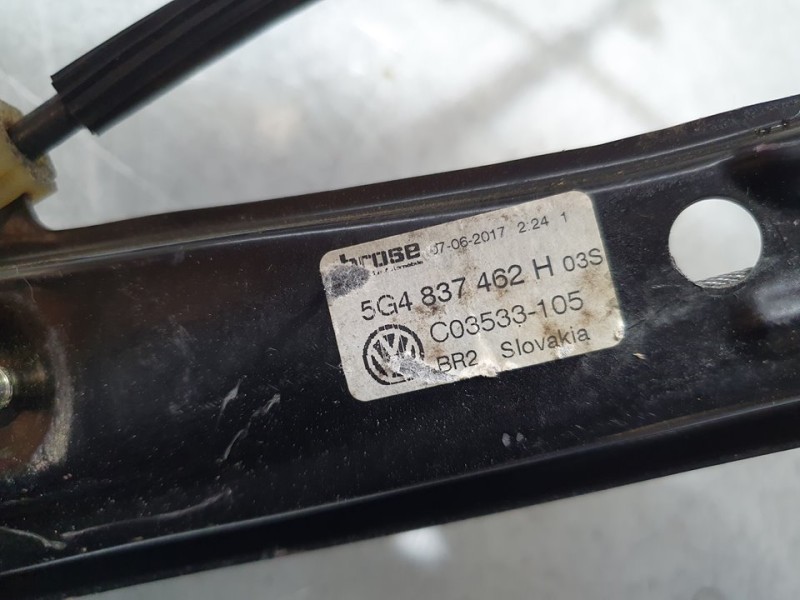 brose 07-06-2017 2:24 1
5G4 837 462 H 03S
C03533-105
BR2 Slovakia